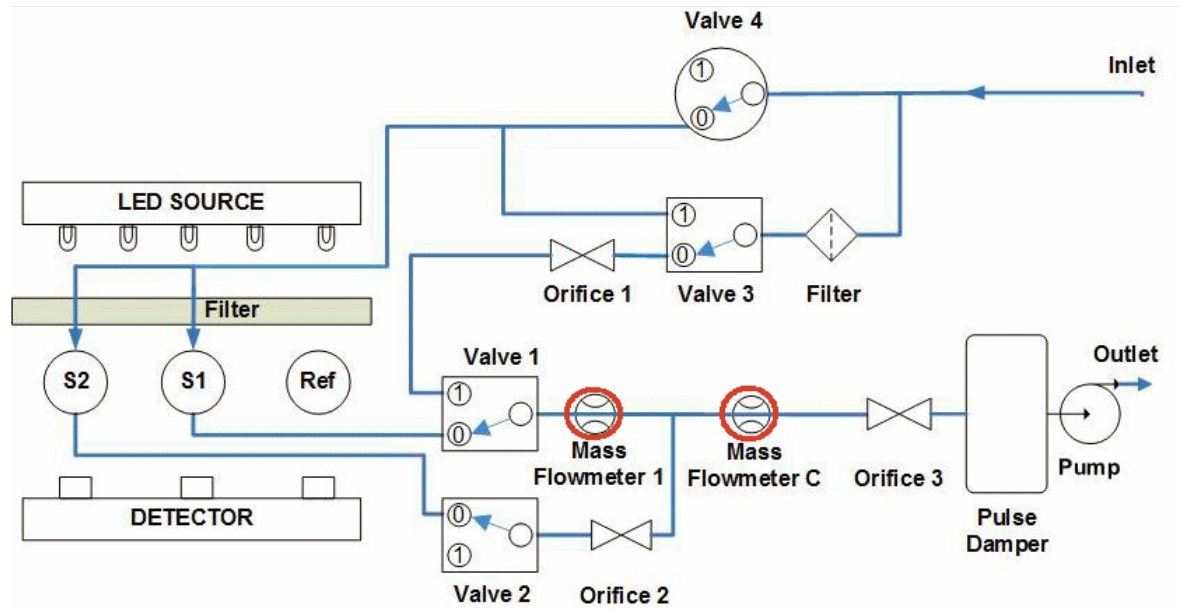 Valve 4
Inlet
1
0
LED SOURCE
1
0
Orifice 1
Valve 3
Filter
Filter
S2
S1
Ref
Valve 1
1
0
Mass
Flowmeter 1
Mass
Flowmeter C
Orifice 3
Outlet
Pump
Pulse
Damper
DETECTOR
0
1
Valve 2
Orifice 2